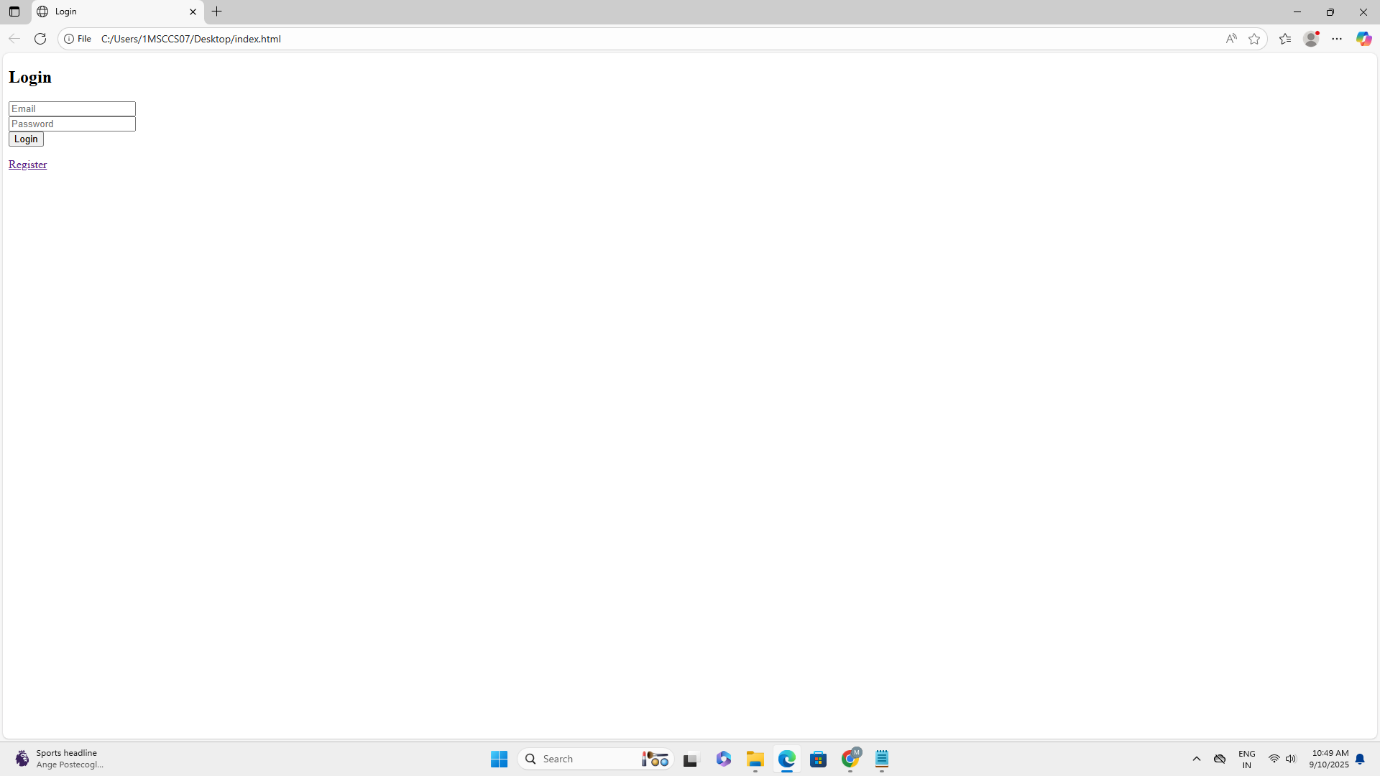 Login
File
C:/Users/1MSCCS07/Desktop/index.html
Login
Email
Password
Login
Register
Sports headline
Ange Postecogl...
Search
M
ENG
IN
10:49 AM
9/10/2025